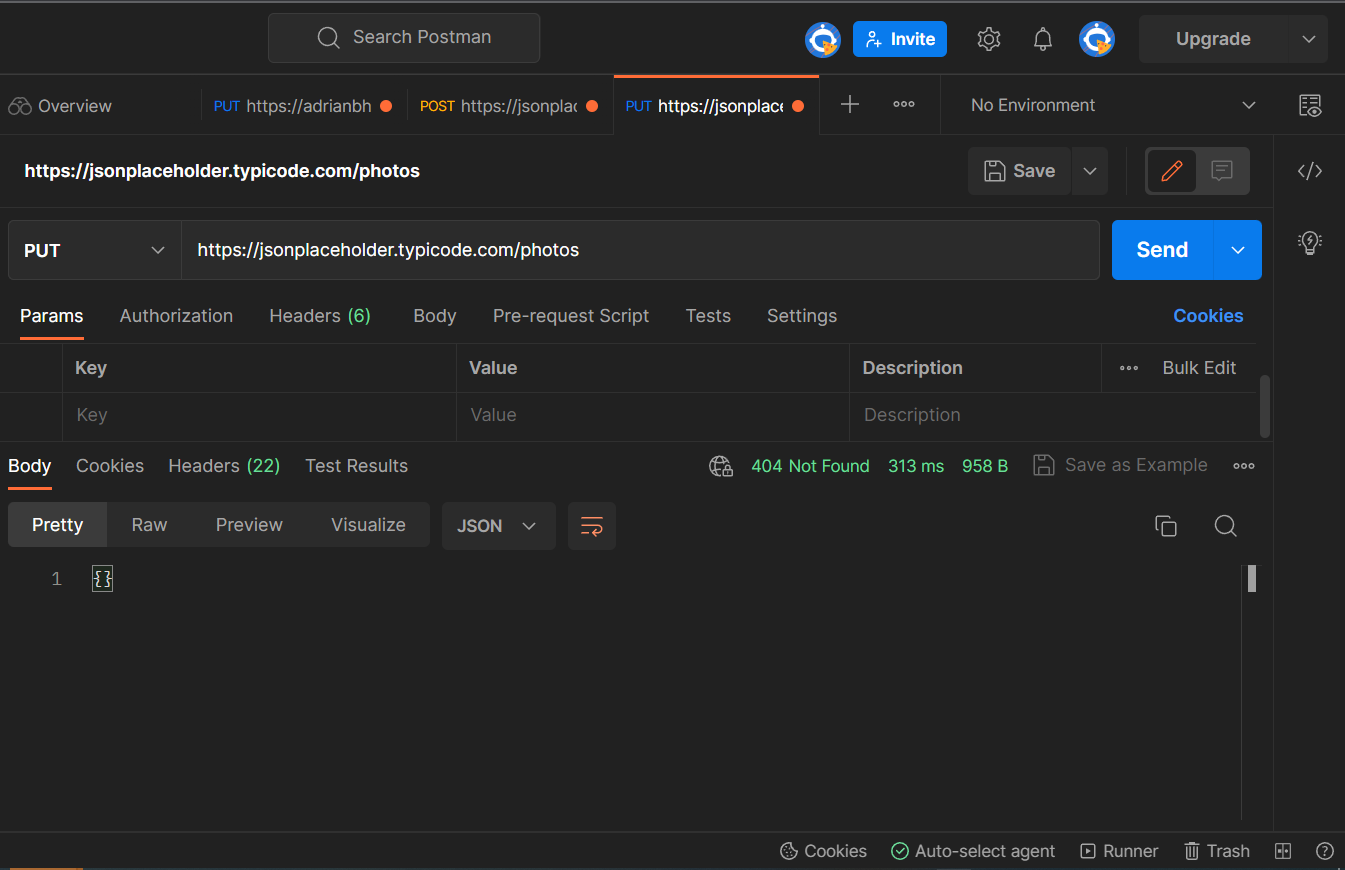 Search Postman Invite Upgrade
Overview PUT https://adrianbh POST https://jsonplac PUT https://jsonplace No Environment
https://jsonplaceholder.typicode.com/photos Save
PUT https://jsonplaceholder.typicode.com/photos Send
Params Authorization Headers (6) Body Pre-request Script Tests Settings Cookies
Key Value Description Bulk Edit
Key Value Description
Body Cookies Headers (22) Test Results 404 Not Found 313 ms 958 B Save as Example
Pretty Raw Preview Visualize JSON
1 {}
Cookies Auto-select agent Runner Trash